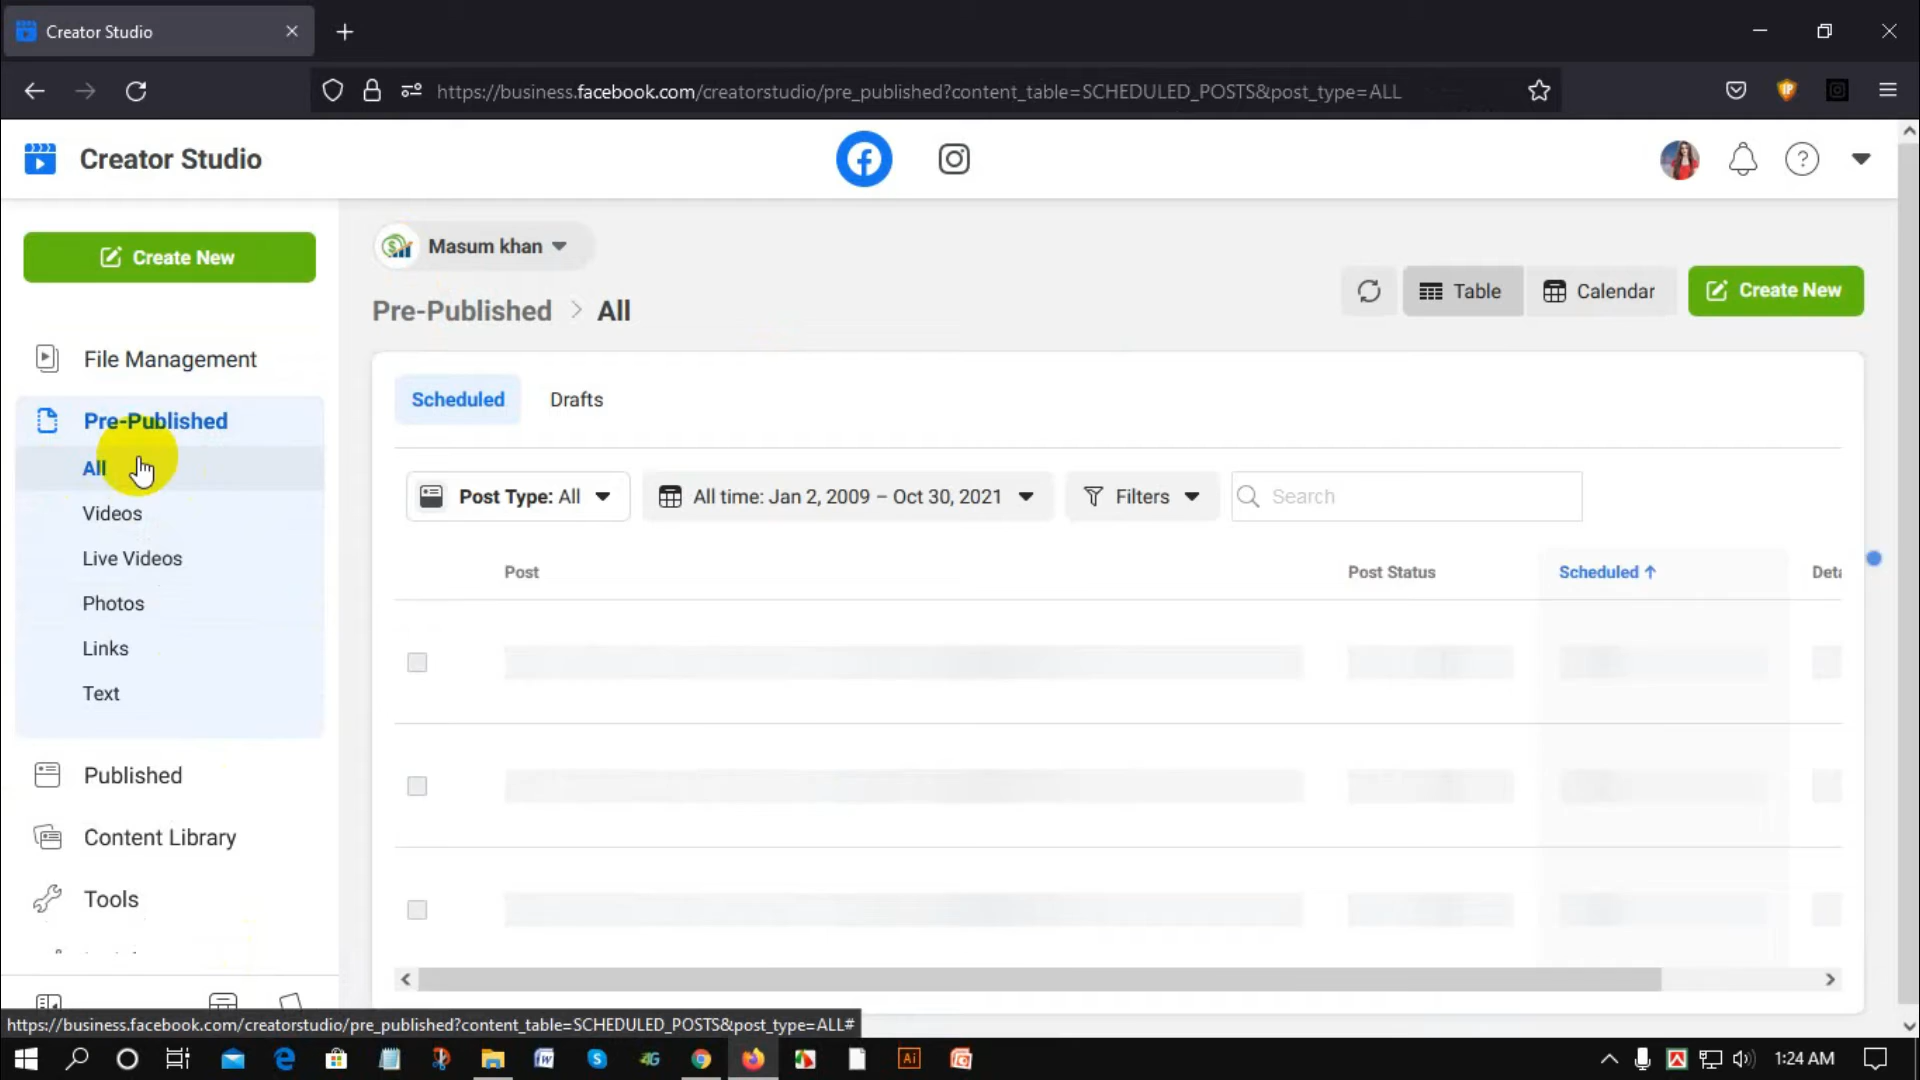 Creator Studio
https://business.facebook.com/creatorstudio/pre_published?content_table=SCHEDULED_POSTS&post_type=ALL
Creator Studio
Create New
Masum khan
Pre-Published > All
Table
Calendar
Create New
File Management
Pre-Published
All
Videos
Live Videos
Photos
Links
Text
Published
Content Library
Tools
Scheduled
Drafts
Post Type: All
All time: Jan 2, 2009 – Oct 30, 2021
Filters
Search
Post
Post Status
Scheduled ↑
Deta
https://business.facebook.com/creatorstudio/pre_published?content_table=SCHEDULED_POSTS&post_type=ALL#
1:24 AM